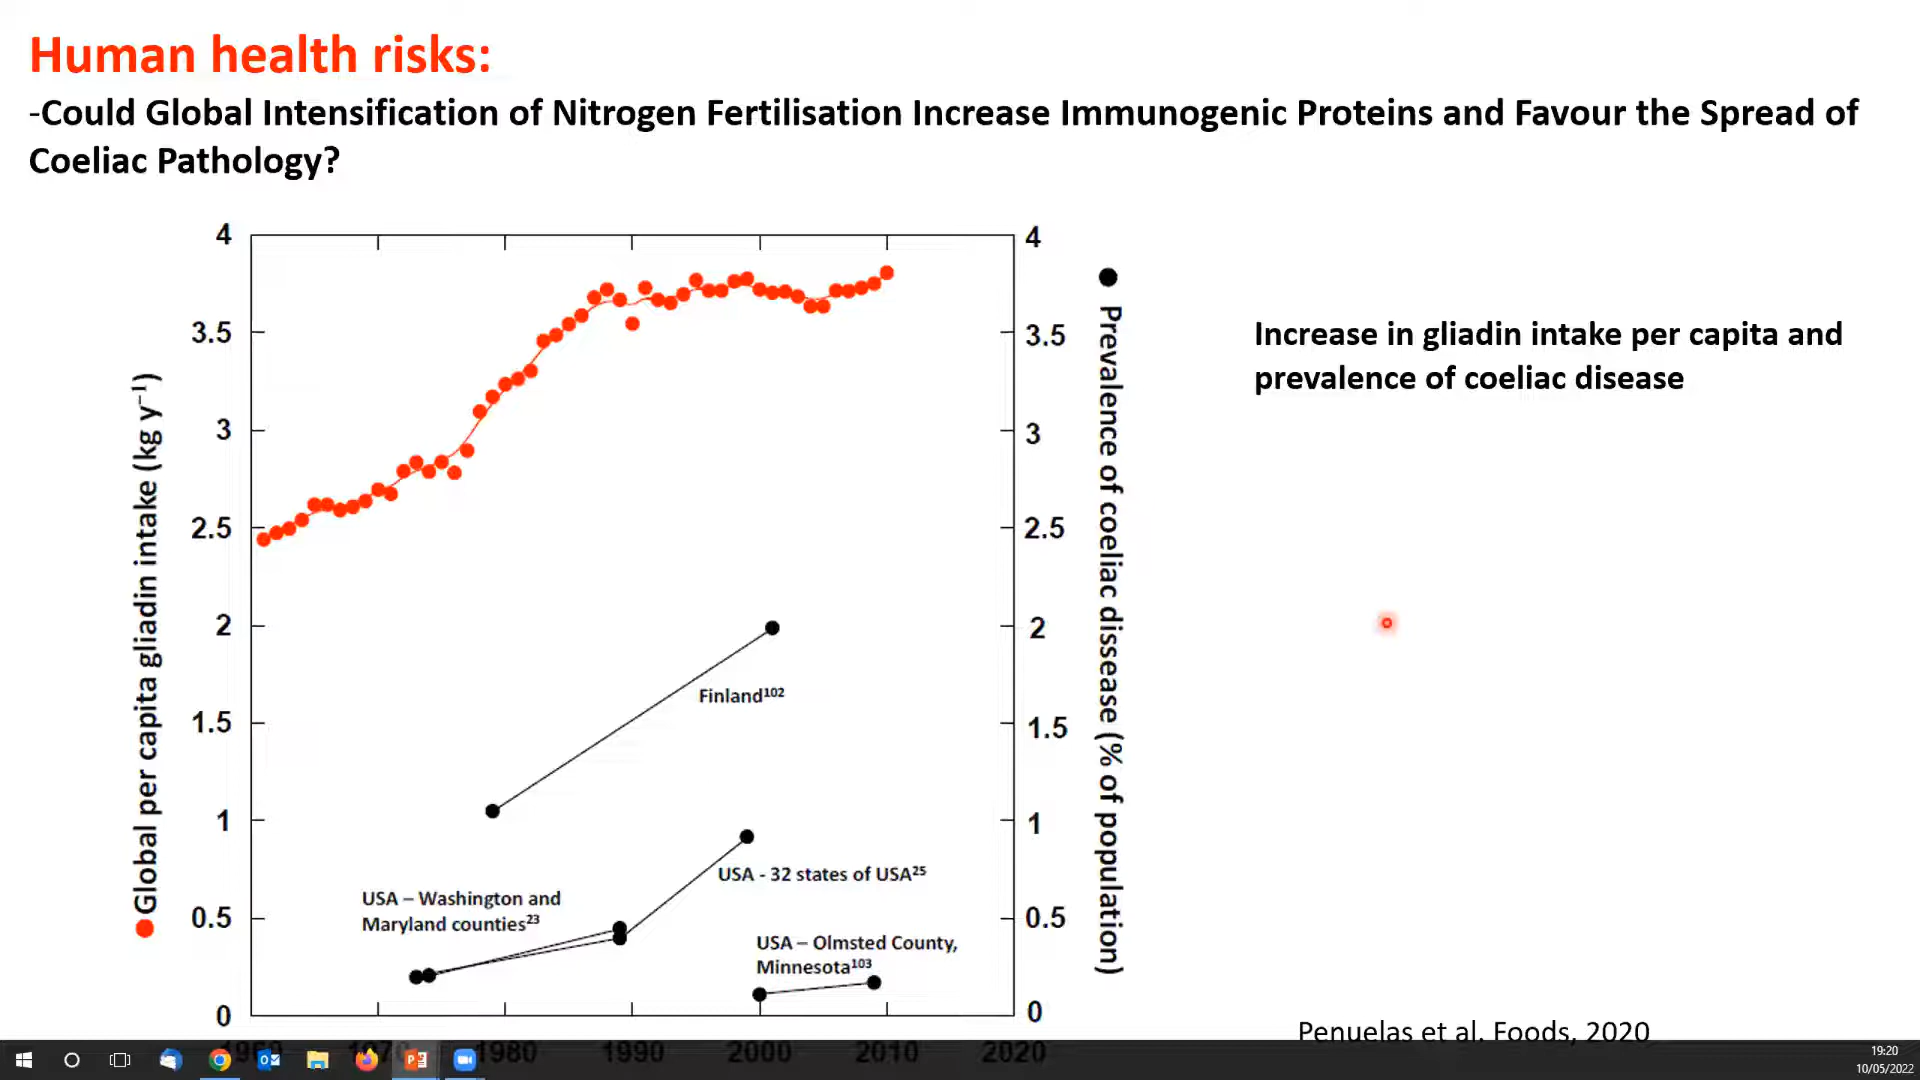 Human health risks:
-Could Global Intensification of Nitrogen Fertilisation Increase Immunogenic Proteins and Favour the Spread of
Coeliac Pathology?
4
3.5
3
2.5
2
1.5
1
0.5
0
Global per capita gliadin intake (kg y⁻¹)
4
3.5
3
2.5
2
1.5
1
0.5
0
Prevalence of coeliac dissease (% of population)
Increase in gliadin intake per capita and
prevalence of coeliac disease
Finland¹⁰²
USA - 32 states of USA²⁵
USA – Washington and
Maryland counties²³
USA – Olmsted County,
Minnesota¹⁰³
Penuelas et al. Foods, 2020
1980
1990
2000
2010
2020
19:20
10/05/2022